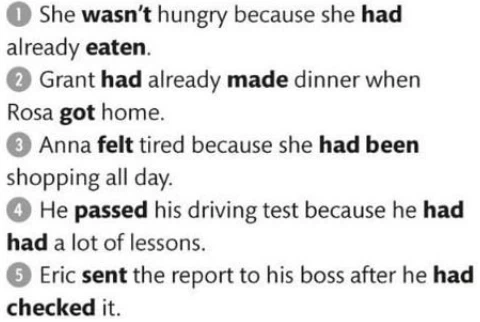 1 She wasn't hungry because she had
already eaten.
2 Grant had already made dinner when
Rosa got home.
3 Anna felt tired because she had been
shopping all day.
4 He passed his driving test because he had
had a lot of lessons.
5 Eric sent the report to his boss after he had
checked it.